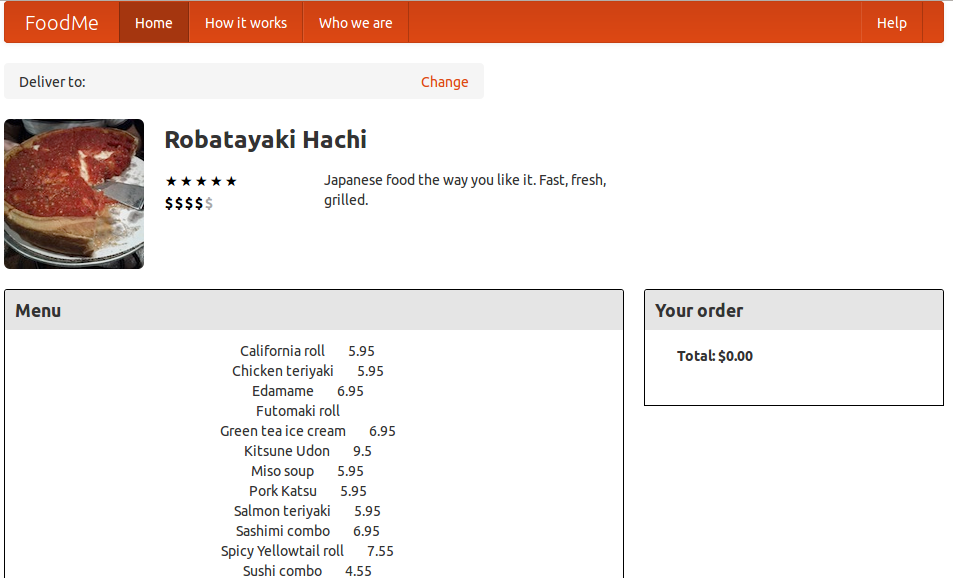 FoodMe Home How it works Who we are Help
Deliver to: Change
Robatayaki Hachi
★★★★★ Japanese food the way you like it. Fast, fresh,
$$$$$ grilled.
Menu
California roll 5.95
Chicken teriyaki 5.95
Edamame 6.95
Futomaki roll
Green tea ice cream 6.95
Kitsune Udon 9.5
Miso soup 5.95
Pork Katsu 5.95
Salmon teriyaki 5.95
Sashimi combo 6.95
Spicy Yellowtail roll 7.55
Sushi combo 4.55
Your order
Total: $0.00